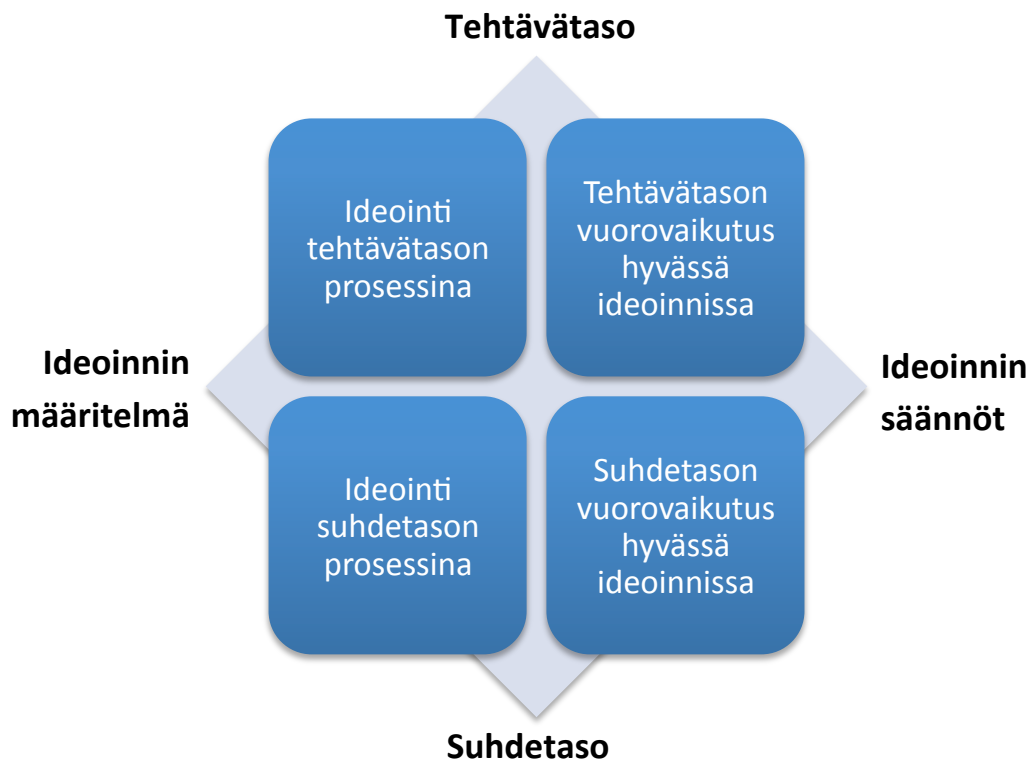 Tehtävätaso
Ideointi
tehtävätason
prosessina
Tehtävätason
vuorovaikutus
hyvässä
ideoinnissa
Ideoinnin
määritelmä
Ideoinnin
säännöt
Ideointi
suhdetason
prosessina
Suhdetason
vuorovaikutus
hyvässä
ideoinnissa
Suhdetaso